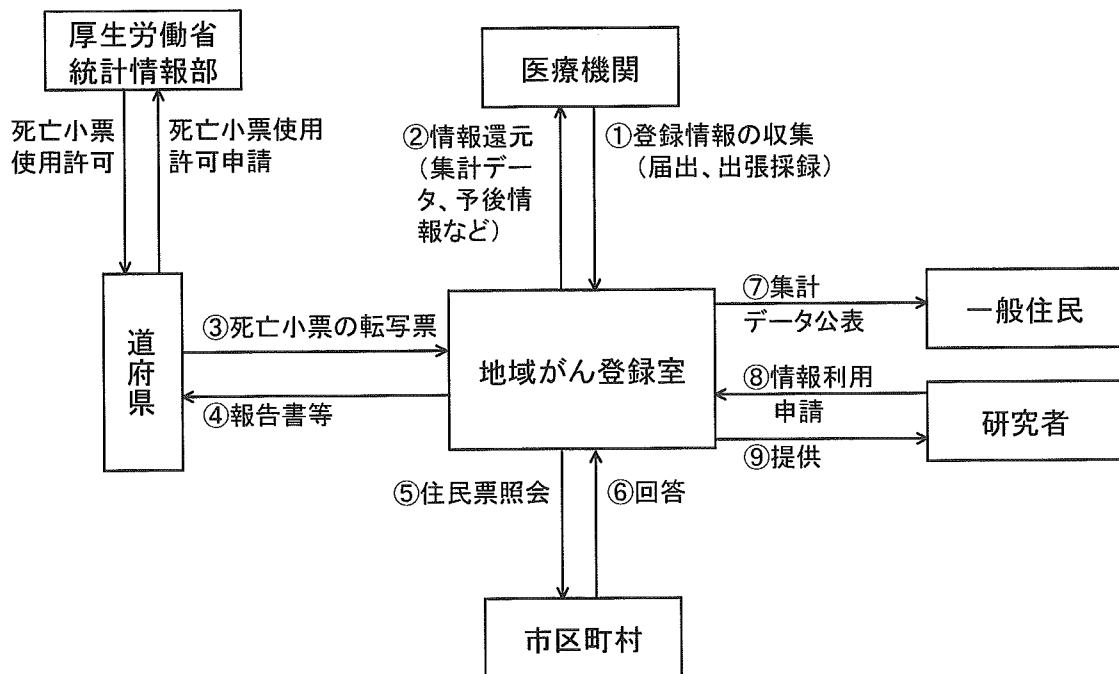 厚生労働省
統計情報部
医療機関
死亡小票
使用許可
死亡小票使用
許可申請
②情報還元
（集計デー
タ、予後情
報など）
①登録情報の収集
（届出、出張採録）
道府県
③死亡小票の転写票
④報告書等
地域がん登録室
⑦集計
データ公表
一般住民
⑧情報利用
申請
⑨提供
研究者
⑤住民票照会
⑥回答
市区町村